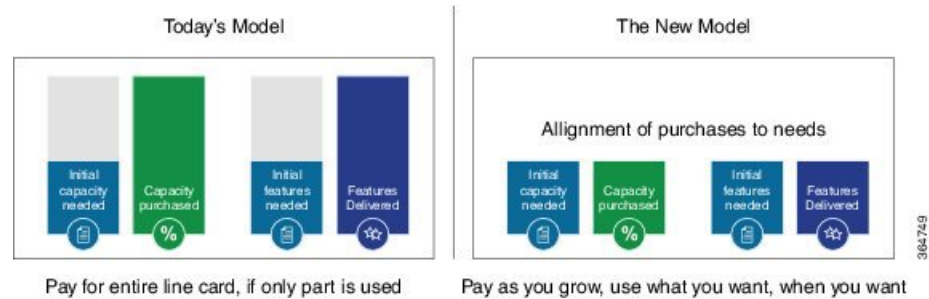 Today's Model
Initial
capacity
needed
Capacity
purchased
%
Initial
features
needed
Features
Delivered
Pay for entire line card, if only part is used
The New Model
Allignment of purchases to needs
Initial
capacity
needed
Capacity
purchased
%
Initial
features
needed
Features
Delivered
Pay as you grow, use what you want, when you want
364749